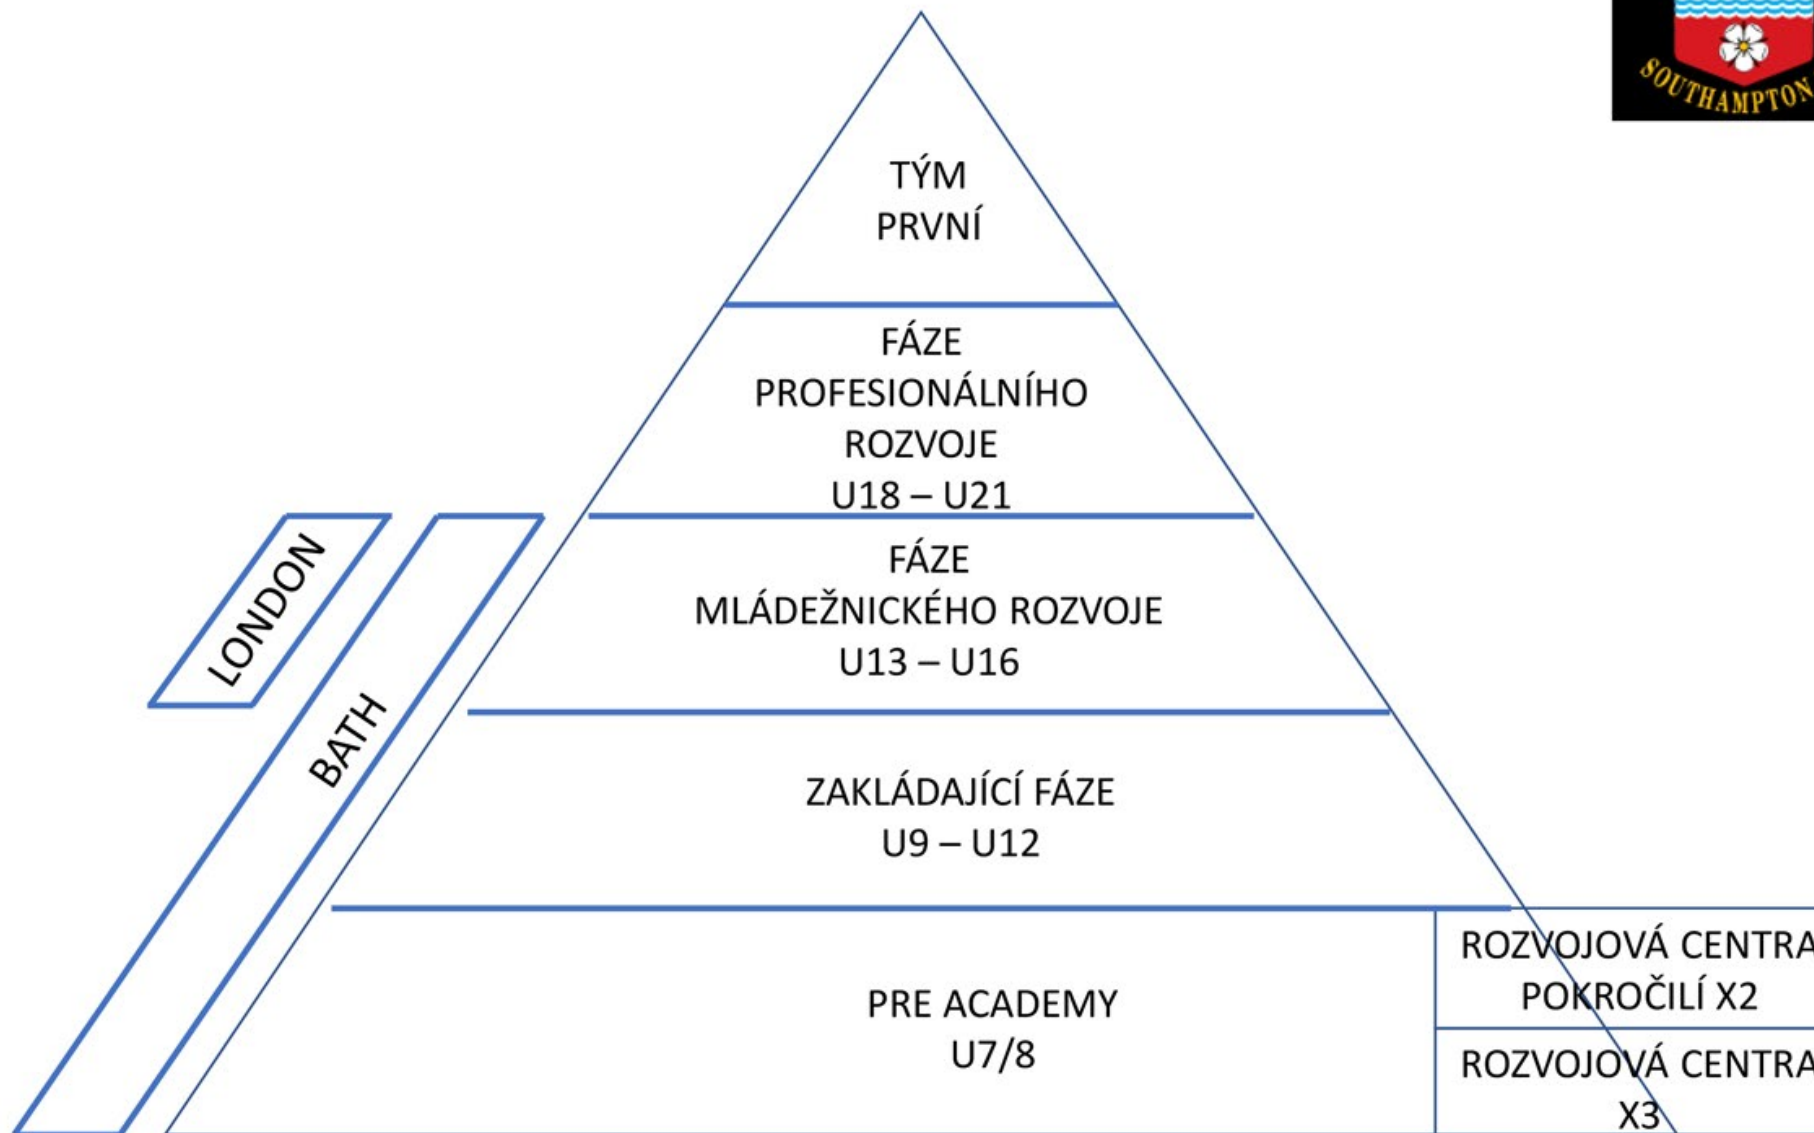 SOUTHAMPTON
TÝM
PRVNÍ
FÁZE
PROFESIONÁLNÍHO
ROZVOJE
U18 – U21
LONDON
BATH
FÁZE
MLÁDEŽNICKÉHO ROZVOJE
U13 – U16
ZAKLÁDAJÍCÍ FÁZE
U9 – U12
PRE ACADEMY
U7/8
ROZVOJOVÁ CENTRA
POKROČILÍ X2
ROZVOJOVÁ CENTRA
X3